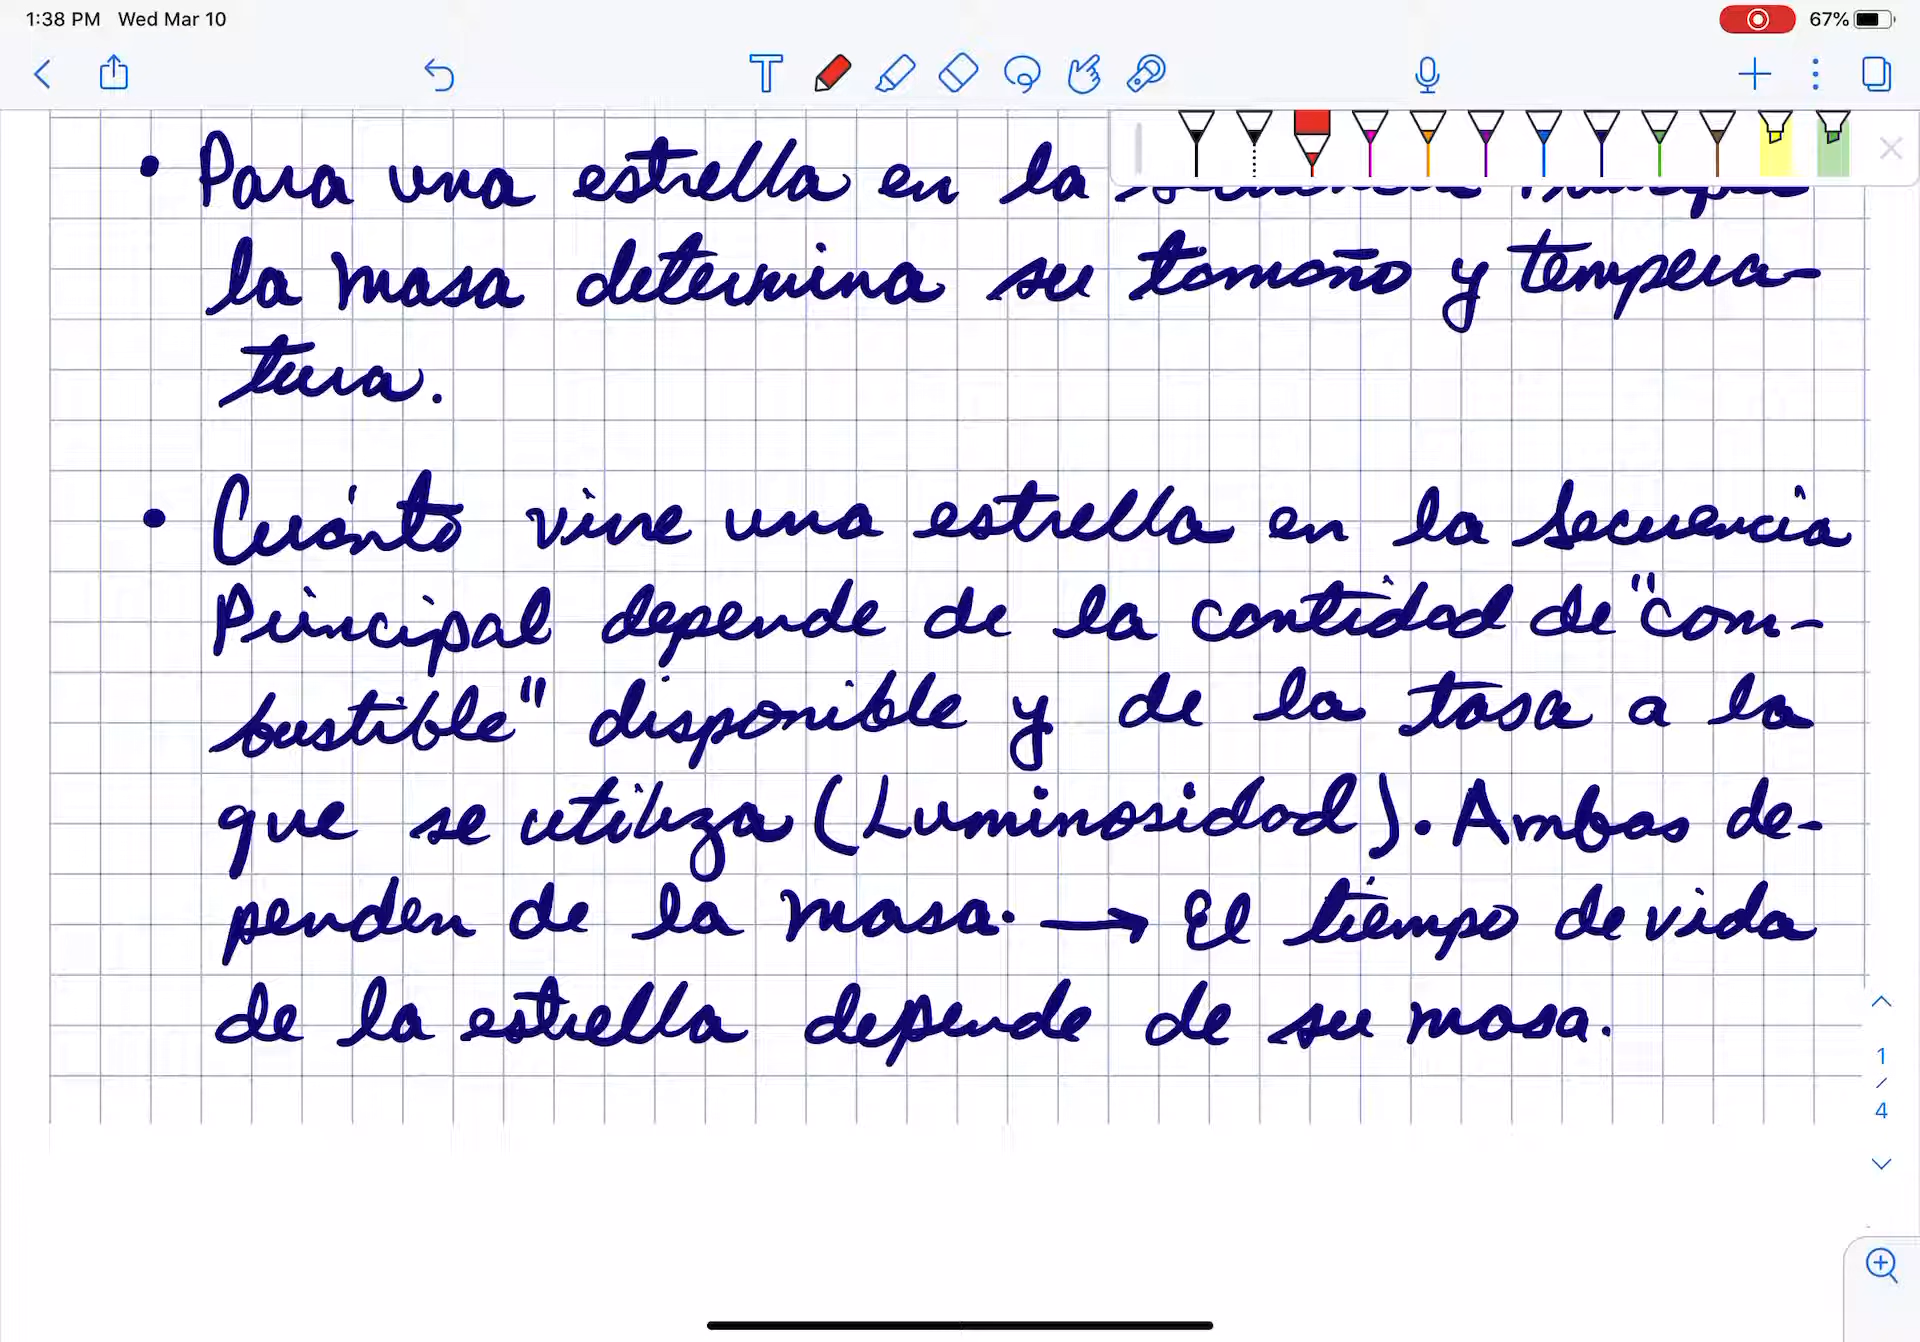 1:38 PM Wed Mar 10 67%
• Para una estrella en la
la masa determina su tamaño y tempera-
tura.
• Cuánto vive una estrella en la Secuencia
Principal depende de la cantidad de "com-
bustible" disponible y de la tasa a la
que se utiliza (Luminosidad). Ambas de-
penden de la masa. → El tiempo de vida
de la estrella depende de su masa.
1
/
4